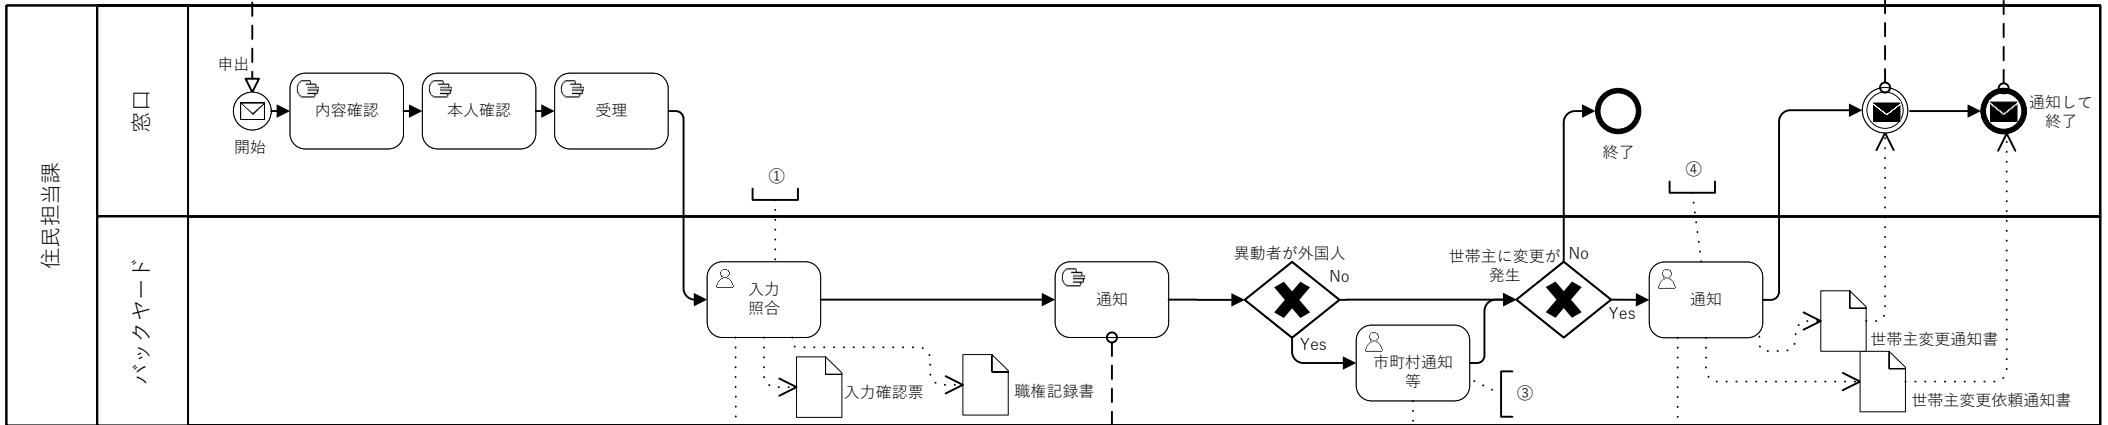 住民担当課
窓口
申出
開始
内容確認
本人確認
受理
終了
通知して
終了
①
④
バックヤード
入力
照合
入力確認票
職権記録書
通知
異動者が外国人
No
Yes
市町村通知
等
③
世帯主に変更が
発生
No
Yes
通知
世帯主変更通知書
世帯主変更依頼通知書